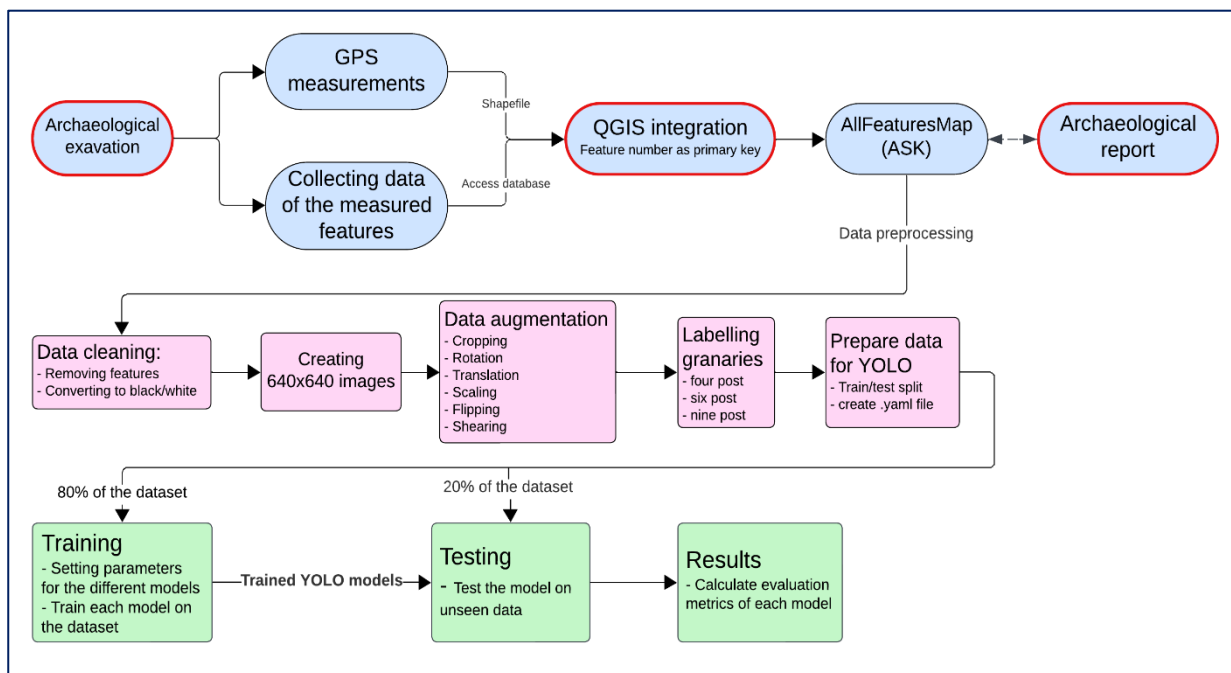 GPS
measurements
Shapefile
Archaeological
exavation
QGIS integration
Feature number as primary key
AllFeaturesMap
(ASK)
Archaeological
report
Access database
Collecting data
of the measured
features
Data preprocessing
Data cleaning:
- Removing features
- Converting to black/white
Creating
640x640 images
Data augmentation
- Cropping
- Rotation
- Translation
- Scaling
- Flipping
- Shearing
Labelling
granaries
- four post
- six post
- nine post
Prepare data
for YOLO
- Train/test split
- create .yaml file
80% of the dataset
20% of the dataset
Training
- Setting parameters
for the different models
- Train each model on
the dataset
Trained YOLO models
Testing
- Test the model on
unseen data
Results
- Calculate evaluation
metrics of each model